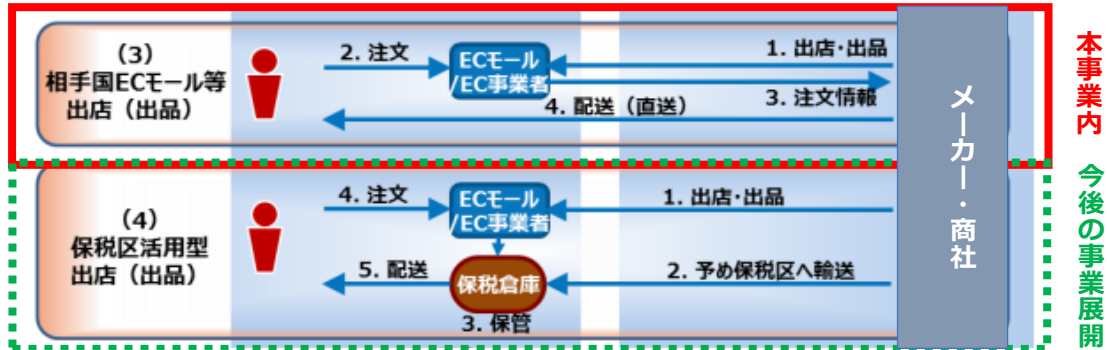 (3)
相手国ECモール等
出店（出品）
2. 注文
ECモール
/EC事業者
1. 出店・出品
3. 注文情報
4. 配送（直送）
メーカー・商社
本事業内
(4)
保税区活用型
出店（出品）
4. 注文
ECモール
/EC事業者
1. 出店・出品
5. 配送
保税倉庫
2. 予め保税区へ輸送
3. 保管
今後の事業展開